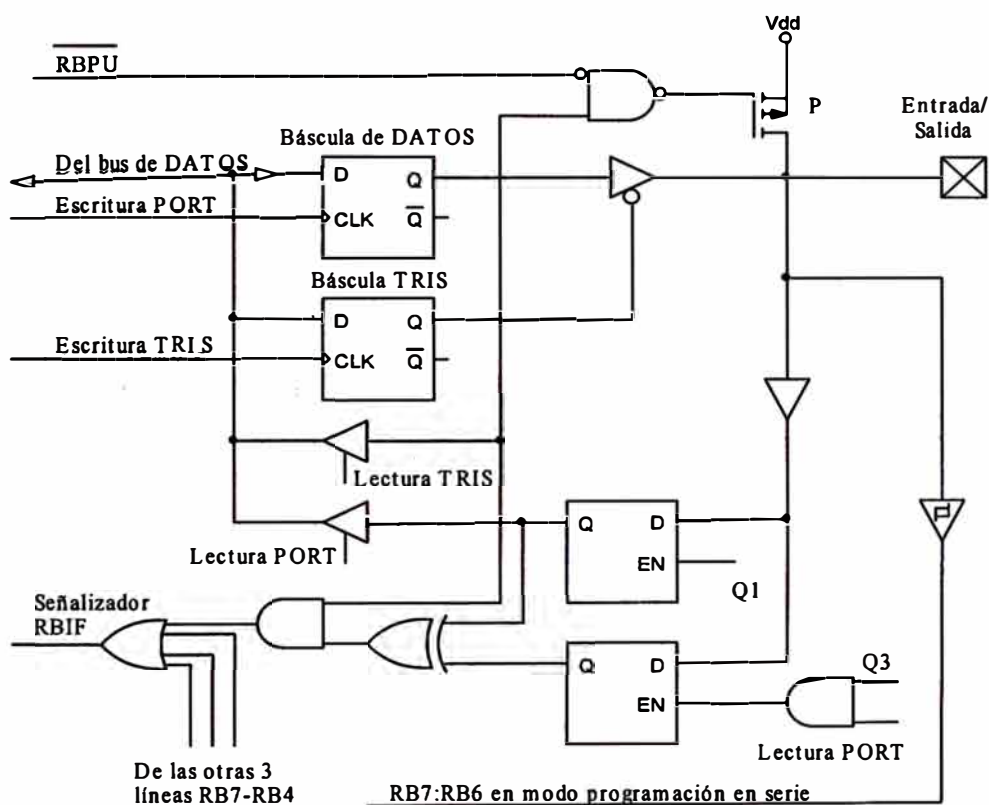 Vdd
RBPU
P
Entrada/
Salida
Báscula de DATOS
Del bus de DATOS
D
Q
Escritura PORT
CLK
Q
Báscula TRIS
D
Q
Escritura TRIS
CLK
Q
Lectura TRIS
Q
D
Lectura PORT
EN
Q1
Señalizador
RBIF
Q
D
Q3
EN
Lectura PORT
De las otras 3
líneas RB7-RB4
RB7:RB6 en modo programación en serie